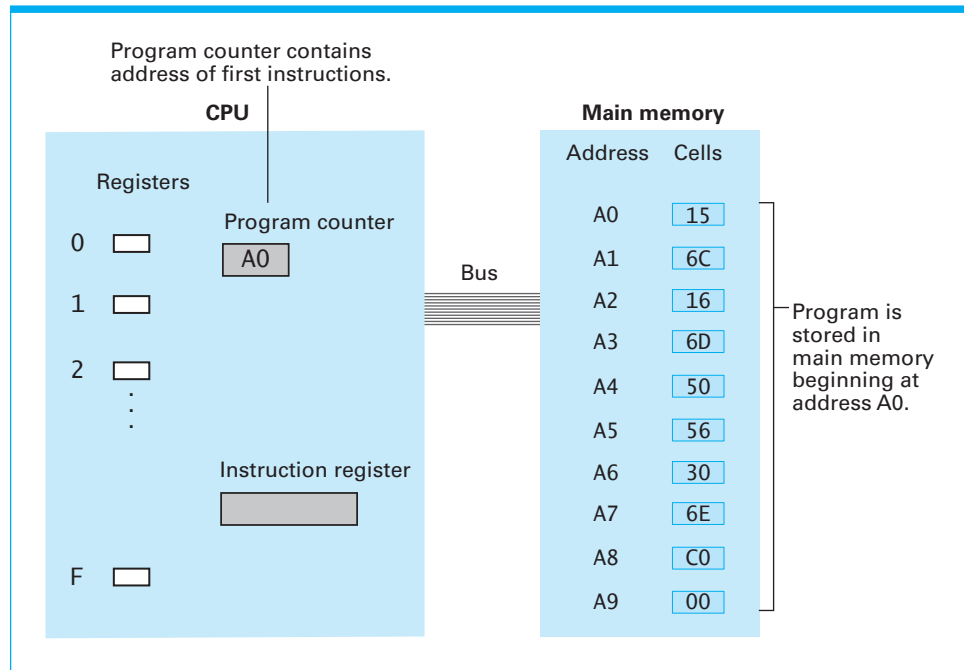 Program counter contains
address of first instructions.
CPU
Registers
0
1
2
F
Program counter
A0
Instruction register
Bus
Main memory
Address Cells
A0 15
A1 6C
A2 16
A3 6D
A4 50
A5 56
A6 30
A7 6E
A8 C0
A9 00
Program is
stored in
main memory
beginning at
address A0.